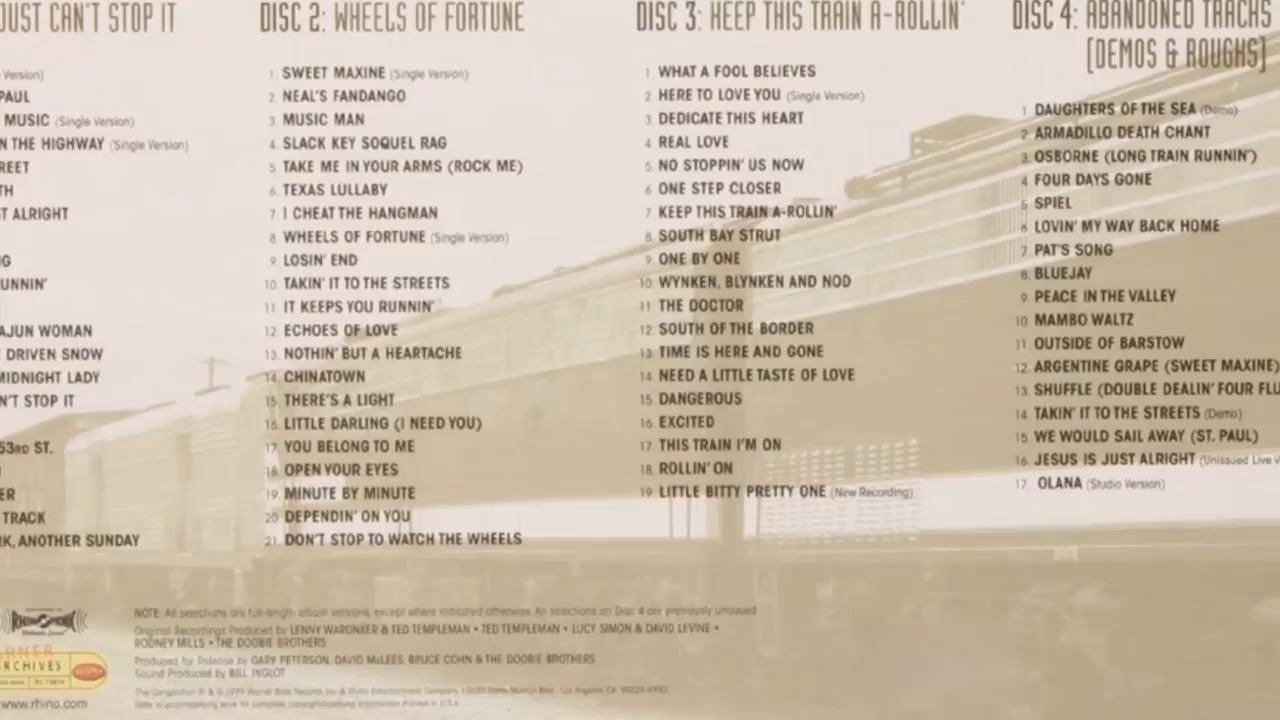 JUST CAN'T STOP IT
Version)
PAUL
MUSIC (Single Version)
N THE HIGHWAY (Single Version)
REET
TH
T ALRIGHT
G
UNNIN'
AJUN WOMAN
DRIVEN SNOW
MIDNIGHT LADY
N'T STOP IT
53RD ST.
ER
TRACK
RK, ANOTHER SUNDAY
DISC 2: WHEELS OF FORTUNE
1. SWEET MAXINE (Single Version)
2. NEAL'S FANDANGO
3. MUSIC MAN
4. SLACK KEY SOQUEL RAG
5. TAKE ME IN YOUR ARMS (ROCK ME)
6. TEXAS LULLABY
7. I CHEAT THE HANGMAN
8. WHEELS OF FORTUNE (Single Version)
9. LOSIN' END
10. TAKIN' IT TO THE STREETS
11. IT KEEPS YOU RUNNIN'
12. ECHOES OF LOVE
13. NOTHIN' BUT A HEARTACHE
14. CHINATOWN
15. THERE'S A LIGHT
16. LITTLE DARLING (I NEED YOU)
17. YOU BELONG TO ME
18. OPEN YOUR EYES
19. MINUTE BY MINUTE
20. DEPENDIN' ON YOU
21. DON'T STOP TO WATCH THE WHEELS
DISC 3: KEEP THIS TRAIN A-ROLLIN'
1. WHAT A FOOL BELIEVES
2. HERE TO LOVE YOU (Single Version)
3. DEDICATE THIS HEART
4. REAL LOVE
5. NO STOPPIN' US NOW
6. ONE STEP CLOSER
7. KEEP THIS TRAIN A-ROLLIN'
8. SOUTH BAY STRUT
9. ONE BY ONE
10. WYNKEN, BLYNKEN AND NOD
11. THE DOCTOR
12. SOUTH OF THE BORDER
13. TIME IS HERE AND GONE
14. NEED A LITTLE TASTE OF LOVE
15. DANGEROUS
16. EXCITED
17. THIS TRAIN I'M ON
18. ROLLIN' ON
19. LITTLE BITTY PRETTY ONE (New Recording)
DISC 4: ABANDONED TRACKS
[DEMOS & ROUGHS]
1. DAUGHTERS OF THE SEA (Demo)
2. ARMADILLO DEATH CHANT
3. OSBORNE (LONG TRAIN RUNNIN')
4. FOUR DAYS GONE
5. SPIEL
6. LOVIN' MY WAY BACK HOME
7. PAT'S SONG
8. BLUEJAY
9. PEACE IN THE VALLEY
10. MAMBO WALTZ
11. OUTSIDE OF BARSTOW
12. ARGENTINE GRAPE (SWEET MAXINE)
13. SHUFFLE (DOUBLE DEALIN' FOUR FLU
14. TAKIN' IT TO THE STREETS (Demo)
15. WE WOULD SAIL AWAY (ST. PAUL)
16. JESUS IS JUST ALRIGHT (Unissued Live V
17. OLANA (Studio Version)
NOTE: All selections are full-length album versions, except where indicated otherwise. All selections on Disc 4 are previously unissued
Original Recordings Produced by LENNY WARONKER & TED TEMPLEMAN • TED TEMPLEMAN • LUCY SIMON & DAVID LEVINE •
RODNEY MILLS • THE DOOBIE BROTHERS
Produced for Release by GARY PETERSON, DAVID McLEES, BRUCE COHN & THE DOOBIE BROTHERS
Sound Produced by BILL INGLOT
ARCHIVES
www.rhino.com